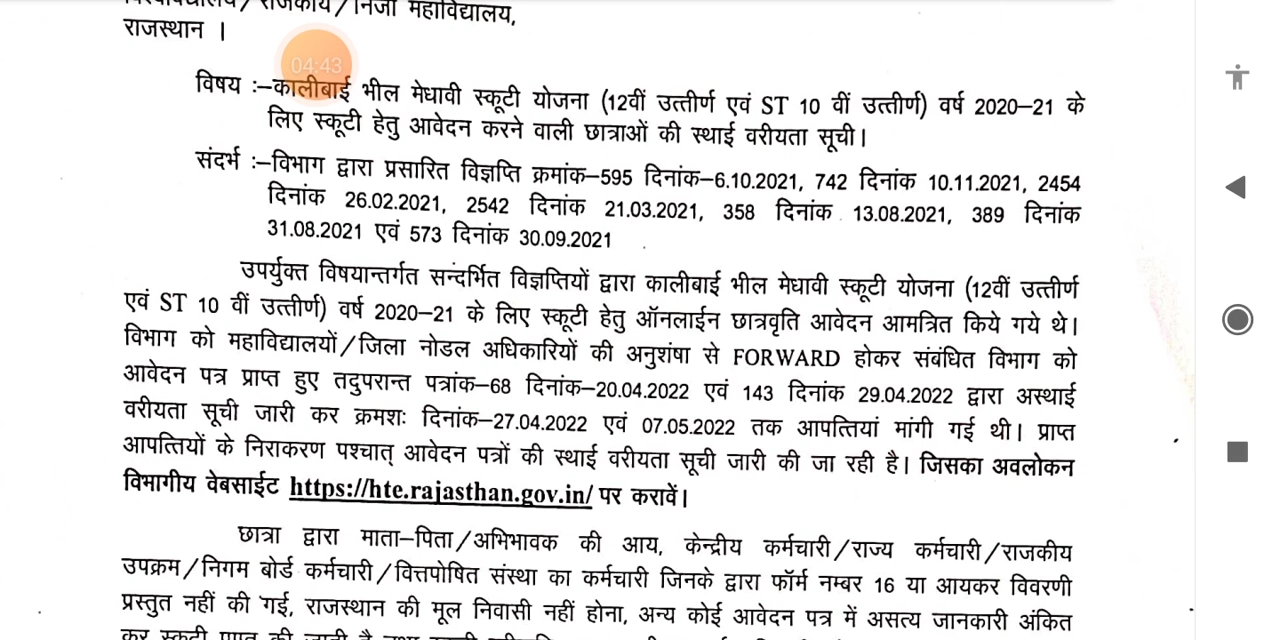 विश्वविद्यालय/राजकीय/निजी महाविद्यालय,
राजस्थान ।
04:43
विषय :–कालीबाई भील मेधावी स्कूटी योजना (12वीं उत्तीर्ण एवं ST 10 वीं उत्तीर्ण) वर्ष 2020–21 के
लिए स्कूटी हेतु आवेदन करने वाली छात्राओं की स्थाई वरीयता सूची।
संदर्भ :–विभाग द्वारा प्रसारित विज्ञप्ति क्रमांक–595 दिनांक–6.10.2021, 742 दिनांक 10.11.2021, 2454
दिनांक 26.02.2021, 2542 दिनांक 21.03.2021, 358 दिनांक 13.08.2021, 389 दिनांक
31.08.2021 एवं 573 दिनांक 30.09.2021
उपर्युक्त विषयान्तर्गत सन्दर्भित विज्ञप्तियों द्वारा कालीबाई भील मेधावी स्कूटी योजना (12वीं उत्तीर्ण
एवं ST 10 वीं उत्तीर्ण) वर्ष 2020–21 के लिए स्कूटी हेतु ऑनलाईन छात्रवृति आवेदन आमत्रित किये गये थे।
विभाग को महाविद्यालयों/जिला नोडल अधिकारियों की अनुशंषा से FORWARD होकर संबंधित विभाग को
आवेदन पत्र प्राप्त हुए तदुपरान्त पत्रांक–68 दिनांक–20.04.2022 एवं 143 दिनांक 29.04.2022 द्वारा अस्थाई
वरीयता सूची जारी कर क्रमशः दिनांक–27.04.2022 एवं 07.05.2022 तक आपत्तियां मांगी गई थी। प्राप्त
आपत्तियों के निराकरण पश्चात् आवेदन पत्रों की स्थाई वरीयता सूची जारी की जा रही है। जिसका अवलोकन
विभागीय वेबसाईट https://hte.rajasthan.gov.in/ पर करावें।
छात्रा द्वारा माता–पिता/अभिभावक की आय, केन्द्रीय कर्मचारी/राज्य कर्मचारी/राजकीय
उपक्रम/निगम बोर्ड कर्मचारी/वित्तपोषित संस्था का कर्मचारी जिनके द्वारा फॉर्म नम्बर 16 या आयकर विवरणी
प्रस्तुत नहीं की गई, राजस्थान की मूल निवासी नहीं होना, अन्य कोई आवेदन पत्र में असत्य जानकारी अंकित
कर स्कूटी प्राप्त की जाती है